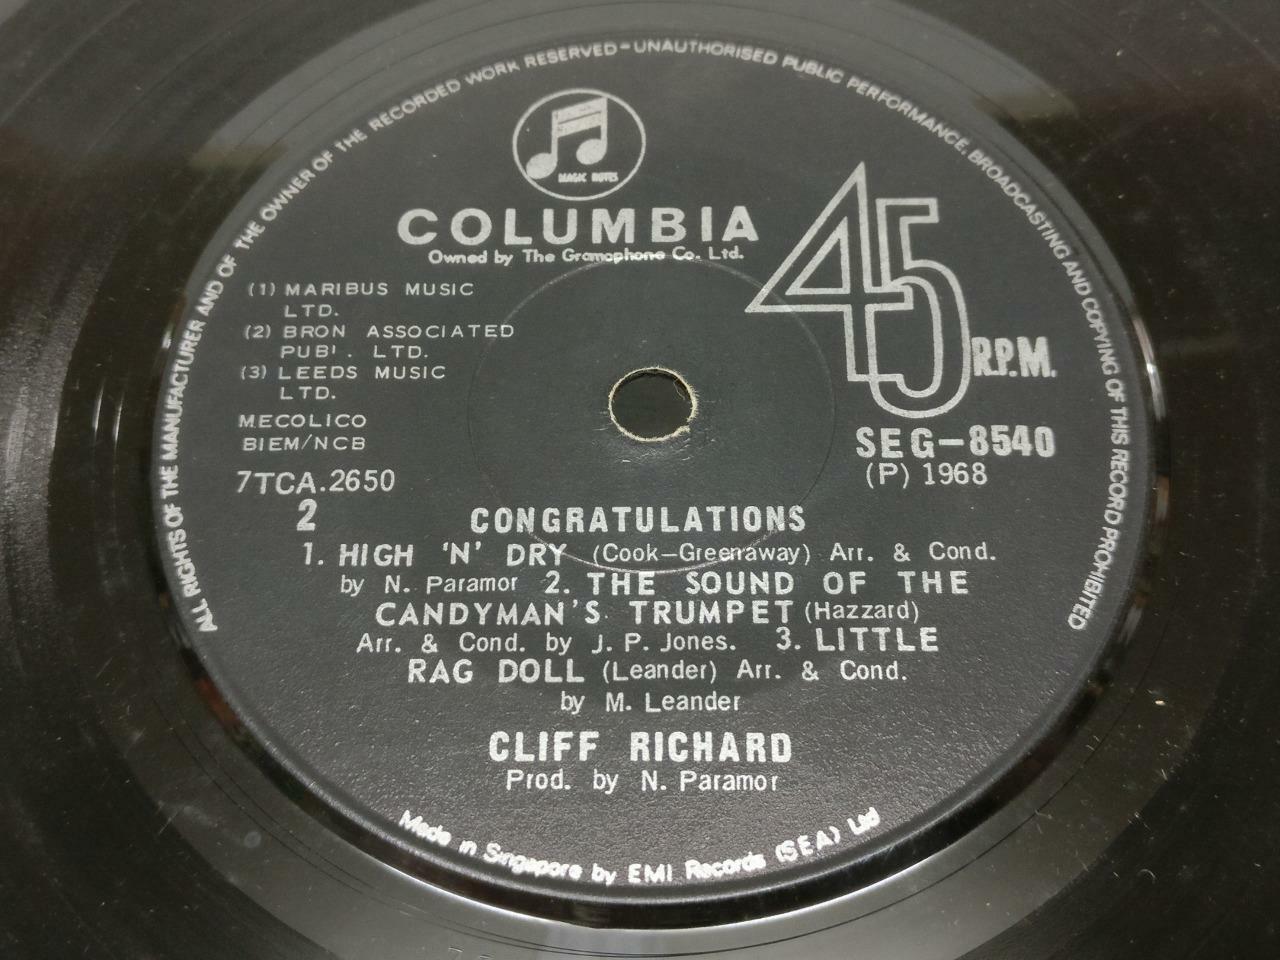 ALL RIGHTS OF THE MANUFACTURER AND OF THE OWNER OF THE RECORDED WORK RESERVED–UNAUTHORISED PUBLIC PERFORMANCE, BROADCASTING AND COPYING OF THIS RECORD PROHIBITED
MAGIC NOTES
COLUMBIA
Owned by The Gramophone Co. Ltd.
45 R.P.M.
(1) MARIBUS MUSIC
LTD.
(2) BRON ASSOCIATED
PUBL. LTD.
(3) LEEDS MUSIC
LTD.
MECOLICO
BIEM/NCB
7TCA.2650
2
SEG–8540
(P) 1968
CONGRATULATIONS
1. HIGH 'N' DRY (Cook–Greenaway) Arr. & Cond.
by N. Paramor 2. THE SOUND OF THE
CANDYMAN'S TRUMPET (Hazzard)
Arr. & Cond. by J. P. Jones. 3. LITTLE
RAG DOLL (Leander) Arr. & Cond.
by M. Leander
CLIFF RICHARD
Prod. by N. Paramor
Made in Singapore by EMI Records (SEA) Ltd